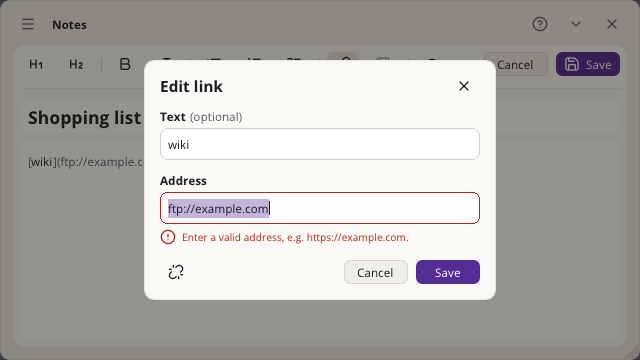 Notes
H1 H2 B Cancel Save
Shopping list
[wiki](ftp://example.c
Edit link
Text (optional)
wiki
Address
ftp://example.com
Enter a valid address, e.g. https://example.com.
Cancel Save